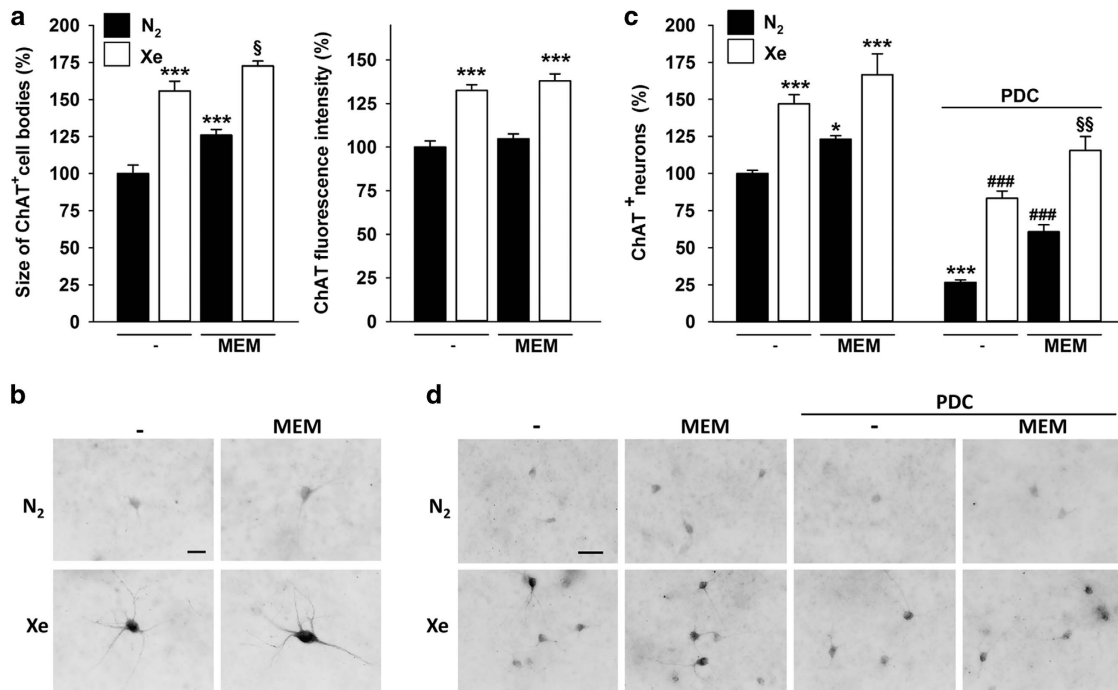 a
Size of ChAT⁺ cell bodies (%)
200
175
150
125
100
75
50
25
0
N₂
Xe
***
***
§
-
MEM
ChAT fluorescence intensity (%)
150
125
100
75
50
25
0
***
***
-
MEM
c
ChAT⁺ neurons (%)
200
175
150
125
100
75
50
25
0
N₂
Xe
***
*
***
PDC
***
###
###
§§
-
MEM
-
MEM
b
-
MEM
N₂
Xe
d
PDC
-
MEM
-
MEM
N₂
Xe